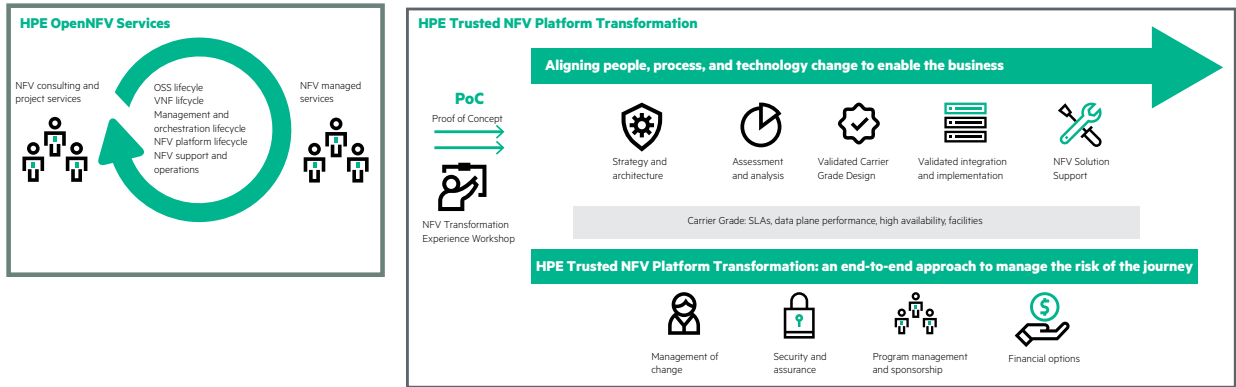 HPE OpenNFV Services
NFV consulting and
project services
OSS lifecyle
VNF lifcycle
Management and
orchestration lifecycle
NFV platform lifecycle
NFV support and
operations
NFV managed
services
HPE Trusted NFV Platform Transformation
Aligning people, process, and technology change to enable the business
PoC
Proof of Concept
NFV Transformation
Experience Workshop
Strategy and
architecture
Assessment
and analysis
Validated Carrier
Grade Design
Validated integration
and implementation
NFV Solution
Support
Carrier Grade: SLAs, data plane performance, high availability, facilities
HPE Trusted NFV Platform Transformation: an end-to-end approach to manage the risk of the journey
Management of
change
Security and
assurance
Program management
and sponsorship
$
Financial options